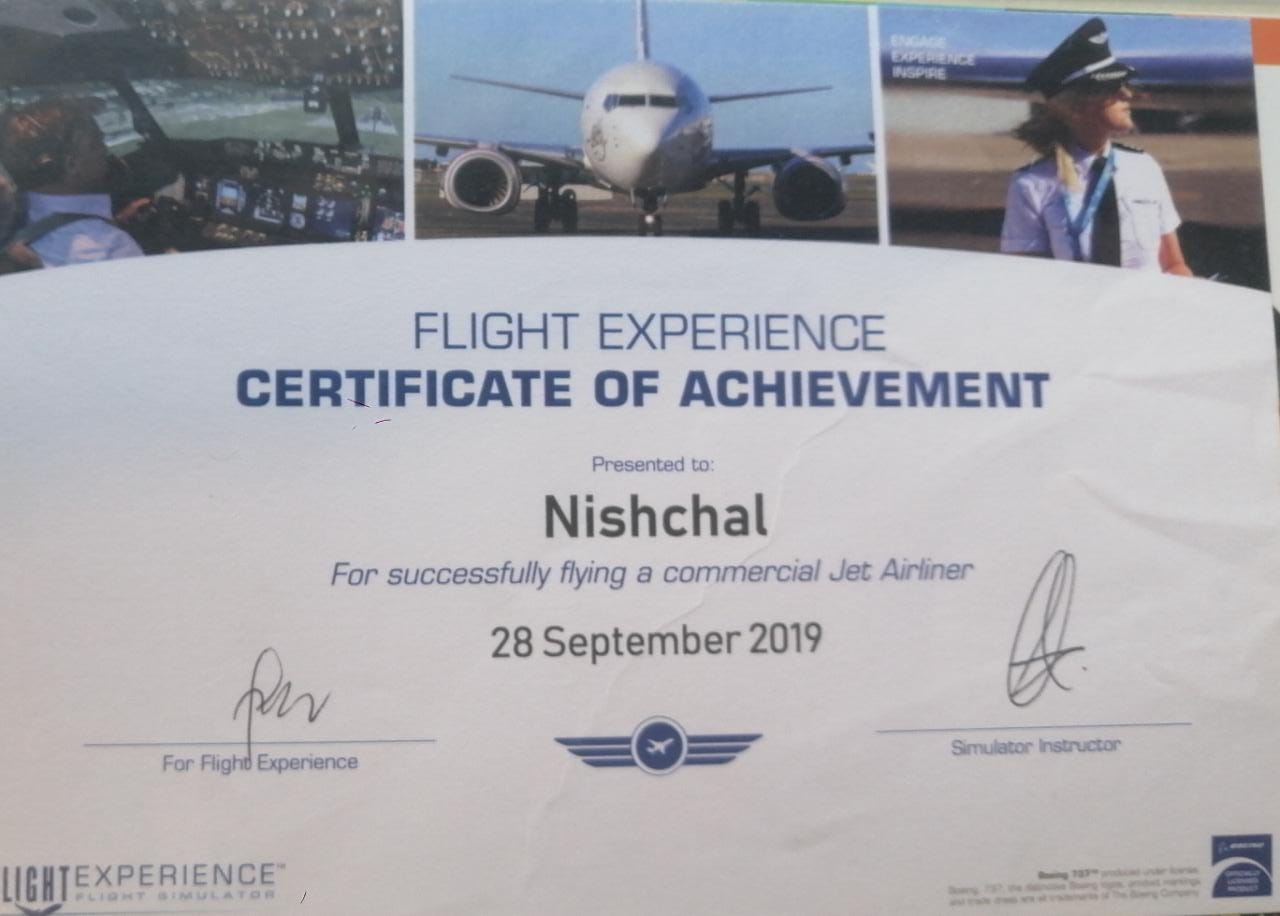 ENGAGE
EXPERIENCE
INSPIRE
FLIGHT EXPERIENCE
CERTIFICATE OF ACHIEVEMENT
Presented to:
Nishchal
For successfully flying a commercial Jet Airliner
28 September 2019
For Flight Experience
Simulator Instructor
LIGHT EXPERIENCE™
FLIGHT SIMULATOR
Boeing 737™ produced under license.
Boeing, 737, the distinctive Boeing logos, product markings
and trade dress are all trademarks of The Boeing Company
BOEING
OFFICIALLY
LICENSED
PRODUCT